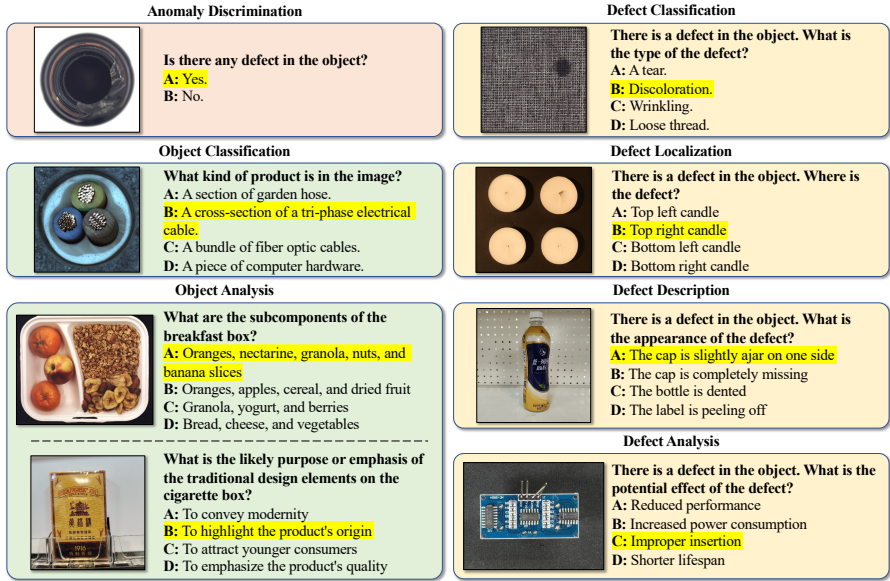 Anomaly Discrimination
Is there any defect in the object?
A: Yes.
B: No.
Object Classification
What kind of product is in the image?
A: A section of garden hose.
B: A cross-section of a tri-phase electrical
cable.
C: A bundle of fiber optic cables.
D: A piece of computer hardware.
Object Analysis
What are the subcomponents of the
breakfast box?
A: Oranges, nectarine, granola, nuts, and
banana slices
B: Oranges, apples, cereal, and dried fruit
C: Granola, yogurt, and berries
D: Bread, cheese, and vegetables
What is the likely purpose or emphasis of
the traditional design elements on the
cigarette box?
A: To convey modernity
B: To highlight the product's origin
C: To attract younger consumers
D: To emphasize the product's quality
1916
Defect Classification
There is a defect in the object. What is
the type of the defect?
A: A tear.
B: Discoloration.
C: Wrinkling.
D: Loose thread.
Defect Localization
There is a defect in the object. Where is
the defect?
A: Top left candle
B: Top right candle
C: Bottom left candle
D: Bottom right candle
Defect Description
There is a defect in the object. What is
the appearance of the defect?
A: The cap is slightly ajar on one side
B: The cap is completely missing
C: The bottle is dented
D: The label is peeling off
Defect Analysis
There is a defect in the object. What is the
potential effect of the defect?
A: Reduced performance
B: Increased power consumption
C: Improper insertion
D: Shorter lifespan